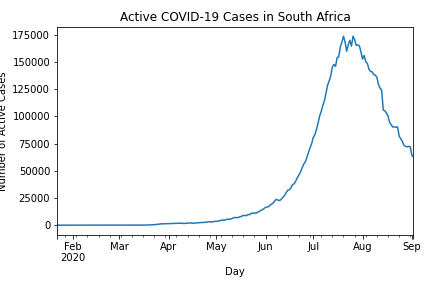 Active COVID-19 Cases in South Africa
175000
150000
125000
100000
75000
50000
25000
0
Number of Active Cases
Feb
2020
Mar
Apr
May
Jun
Jul
Aug
Sep
Day